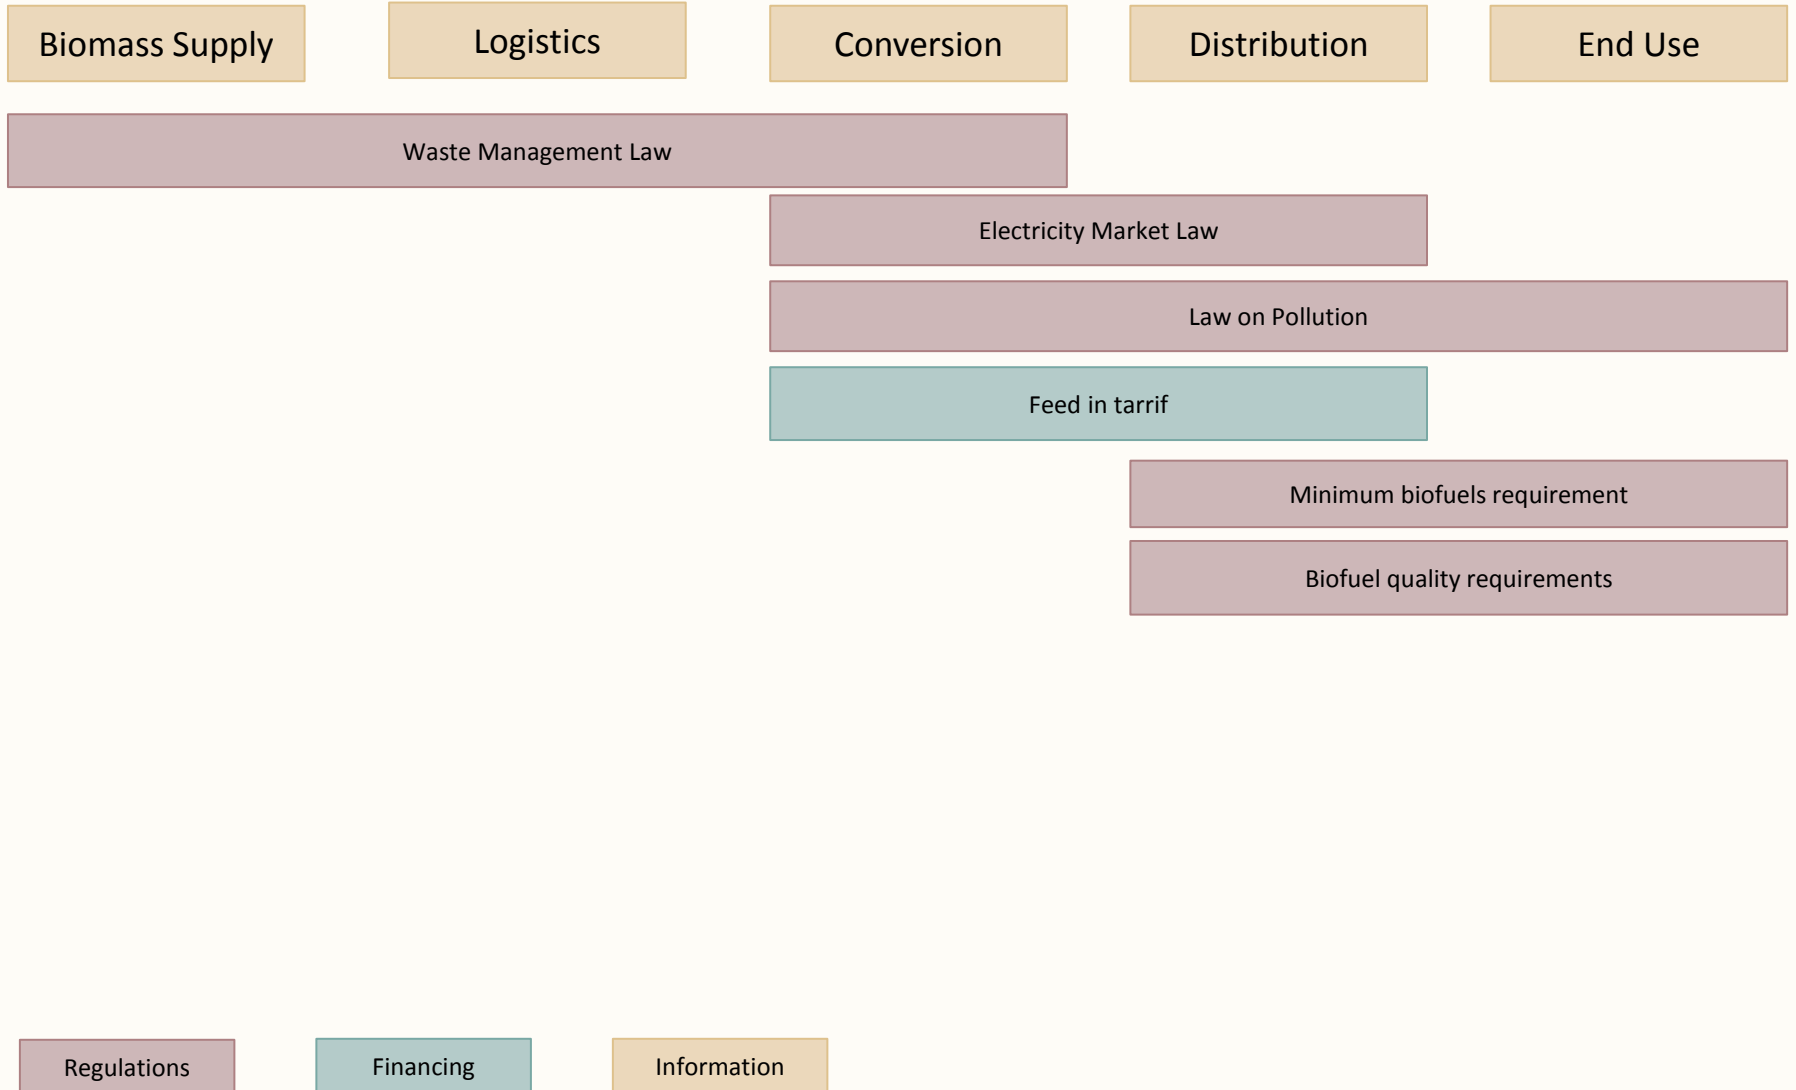 Biomass Supply
Logistics
Conversion
Distribution
End Use
Waste Management Law
Electricity Market Law
Law on Pollution
Feed in tarrif
Minimum biofuels requirement
Biofuel quality requirements
Regulations
Financing
Information